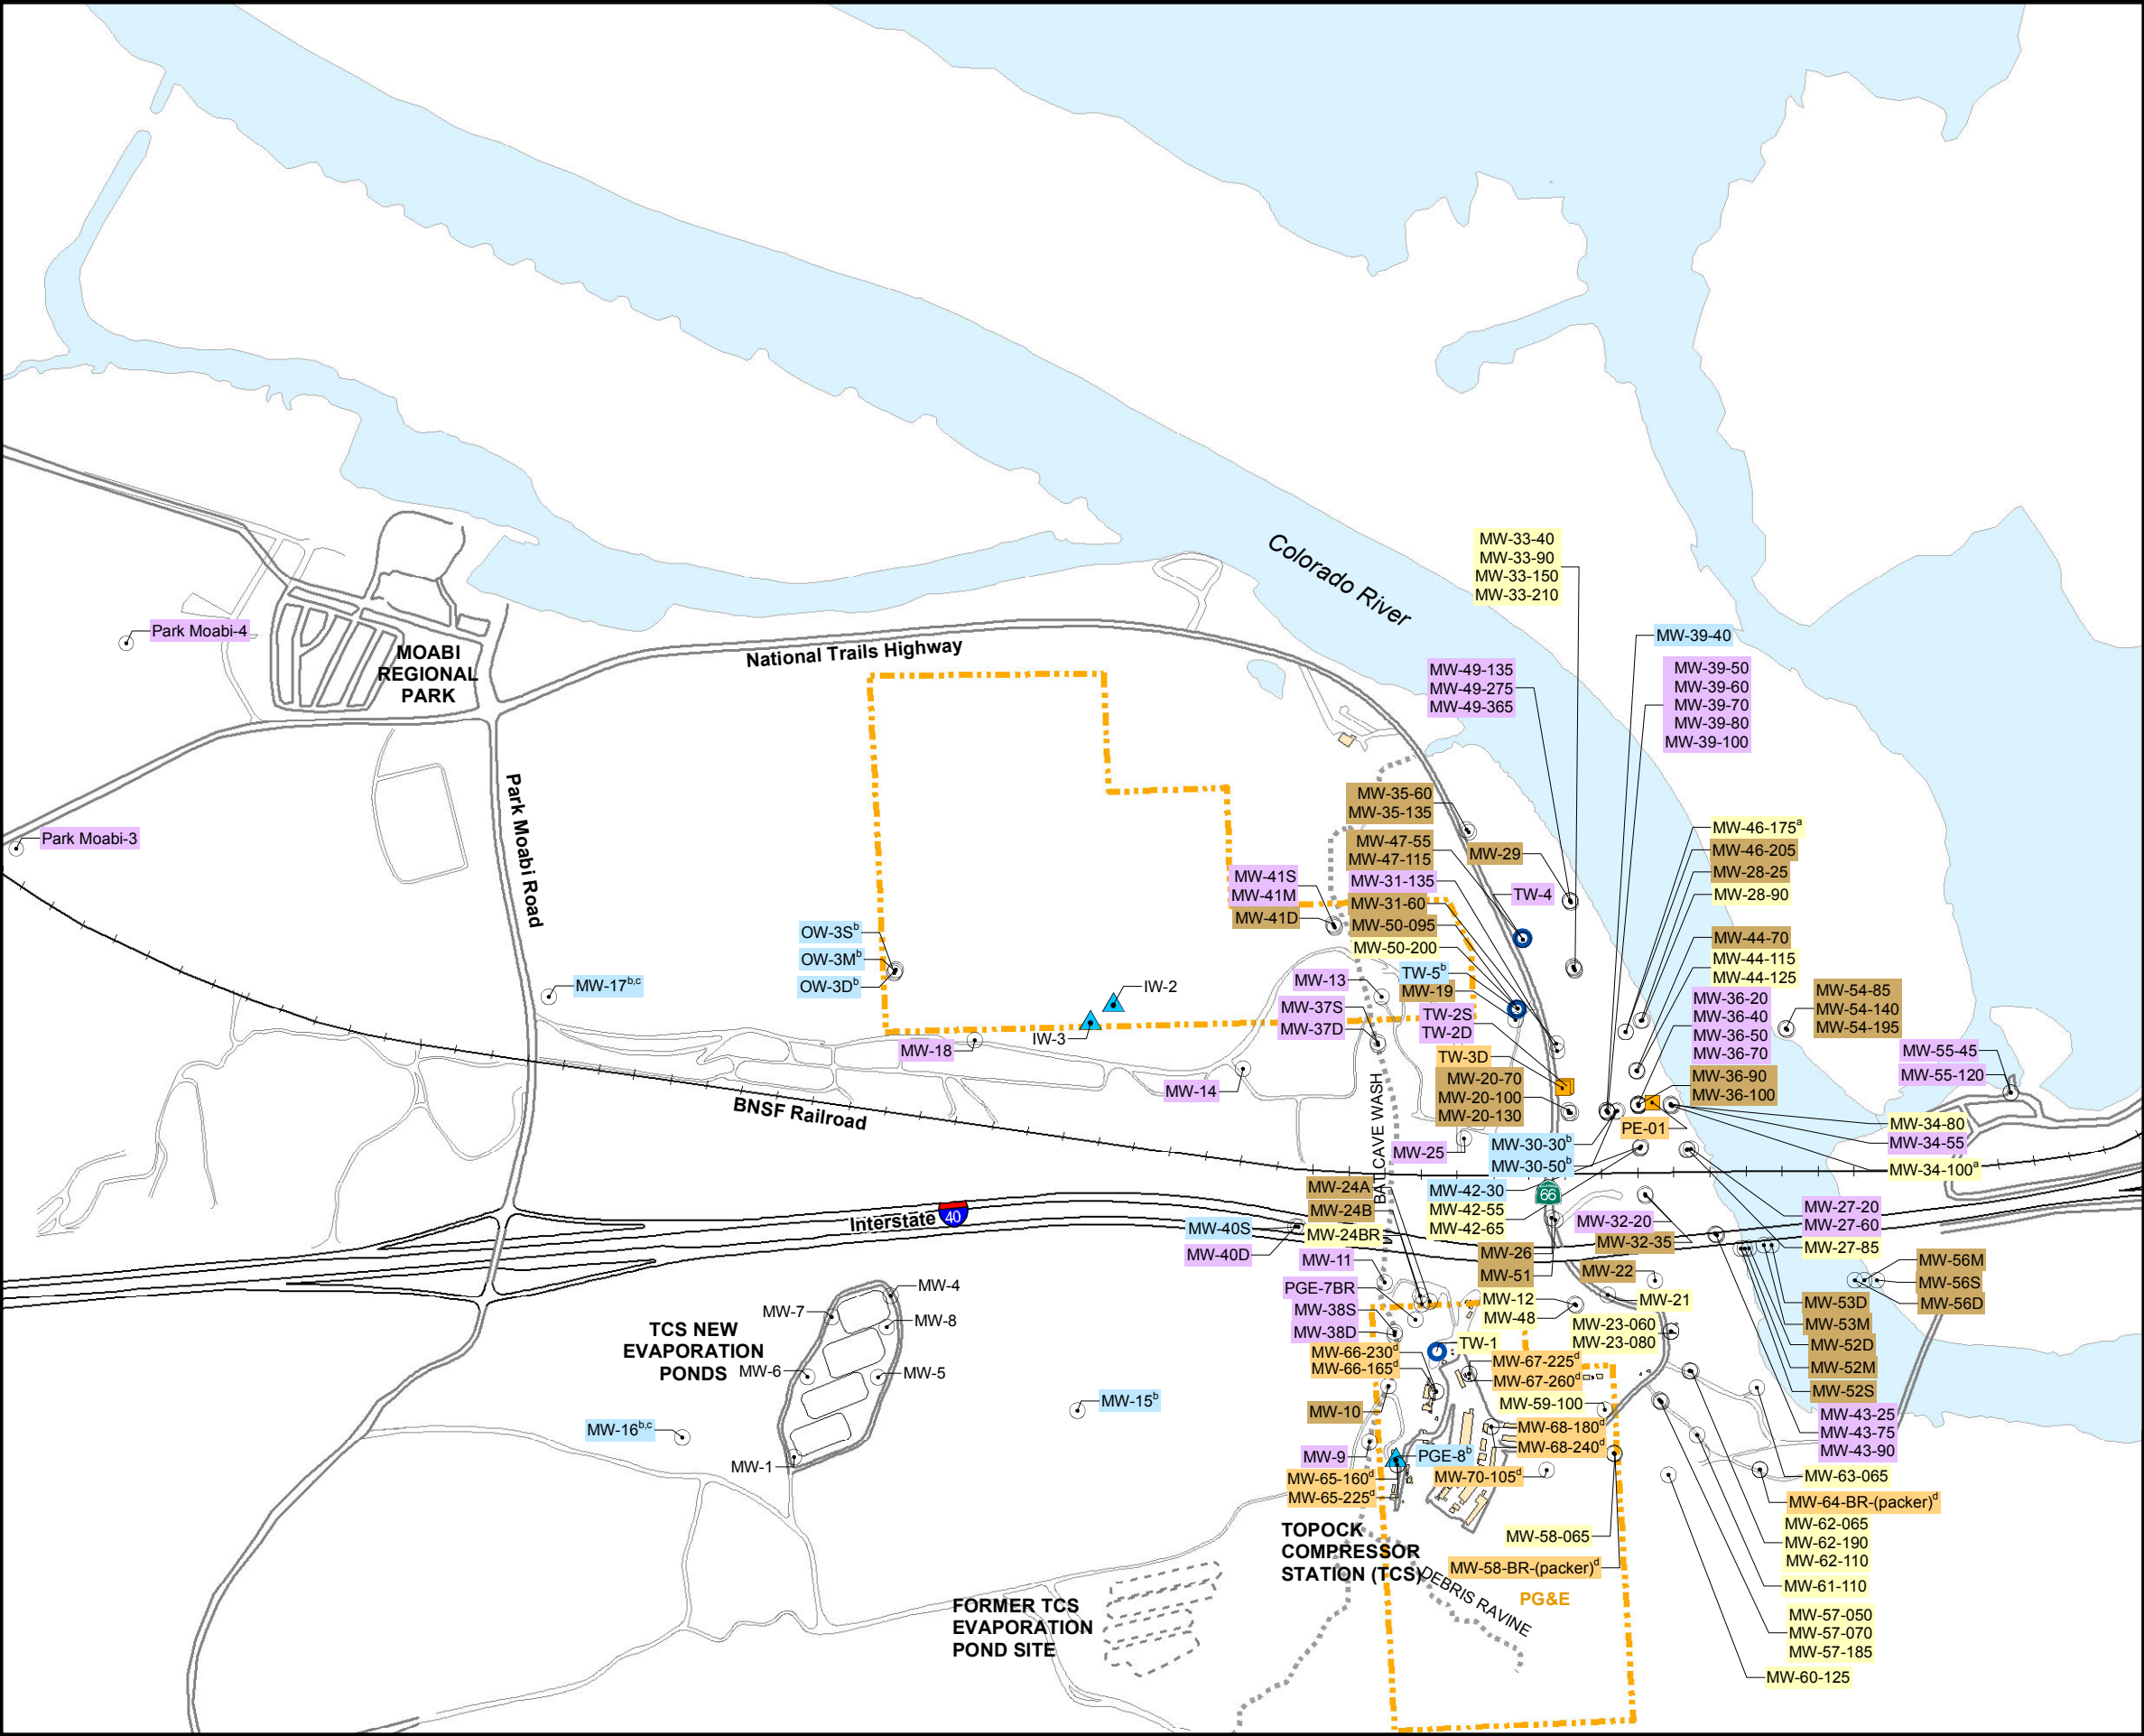 Colorado River
MW-33-40
MW-33-90
MW-33-150
MW-33-210
Park Moabi-4
MOABI
REGIONAL
PARK
National Trails Highway
MW-39-40
MW-49-135
MW-49-275
MW-49-365
MW-39-50
MW-39-60
MW-39-70
MW-39-80
MW-39-100
Park Moabi-3
Park Moabi Road
MW-35-60
MW-35-135
MW-47-55
MW-47-115
MW-29
MW-46-175a
MW-46-205
MW-28-25
MW-28-90
MW-41S
MW-41M
MW-41D
MW-31-135
MW-31-60
MW-50-095
MW-50-200
TW-4
OW-3Sb
OW-3Mb
OW-3Db
MW-17b,c
IW-2
IW-3
MW-18
MW-14
MW-13
MW-37S
MW-37D
TW-5b
MW-19
TW-2S
TW-2D
TW-3D
MW-20-70
MW-20-100
MW-20-130
MW-44-70
MW-44-115
MW-44-125
MW-36-20
MW-36-40
MW-36-50
MW-36-70
MW-36-90
MW-36-100
MW-54-85
MW-54-140
MW-54-195
MW-55-45
MW-55-120
BNSF Railroad
BAT CAVE WASH
MW-25
MW-30-30b
MW-30-50b
PE-01
MW-34-80
MW-34-55
MW-34-100a
MW-24A
MW-24B
MW-24BR
MW-42-30
MW-42-55
MW-42-65
66
Interstate
40
MW-40S
MW-40D
MW-32-20
MW-32-35
MW-27-20
MW-27-60
MW-27-85
MW-11
MW-26
MW-51
MW-22
MW-56M
MW-56S
MW-56D
PGE-7BR
MW-38S
MW-38D
MW-12
MW-48
MW-21
MW-23-060
MW-23-080
MW-53D
MW-53M
MW-52D
MW-52M
MW-52S
MW-4
MW-7
MW-8
TCS NEW
EVAPORATION
PONDS
MW-6
MW-5
MW-1
MW-16b,c
MW-15b
TW-1
MW-66-230d
MW-66-165d
MW-67-225d
MW-67-260d
MW-10
MW-59-100
MW-68-180d
MW-68-240d
MW-9
PGE-8b
MW-70-105d
MW-65-160d
MW-65-225d
MW-43-25
MW-43-75
MW-43-90
MW-63-065
MW-64-BR-(packer)d
MW-62-065
MW-62-190
MW-62-110
MW-61-110
MW-57-050
MW-57-070
MW-57-185
MW-60-125
TOPOCK
COMPRESSOR
STATION (TCS)
MW-58-065
MW-58-BR-(packer)d
DEBRIS RAVINE
PG&E
FORMER TCS
EVAPORATION
POND SITE